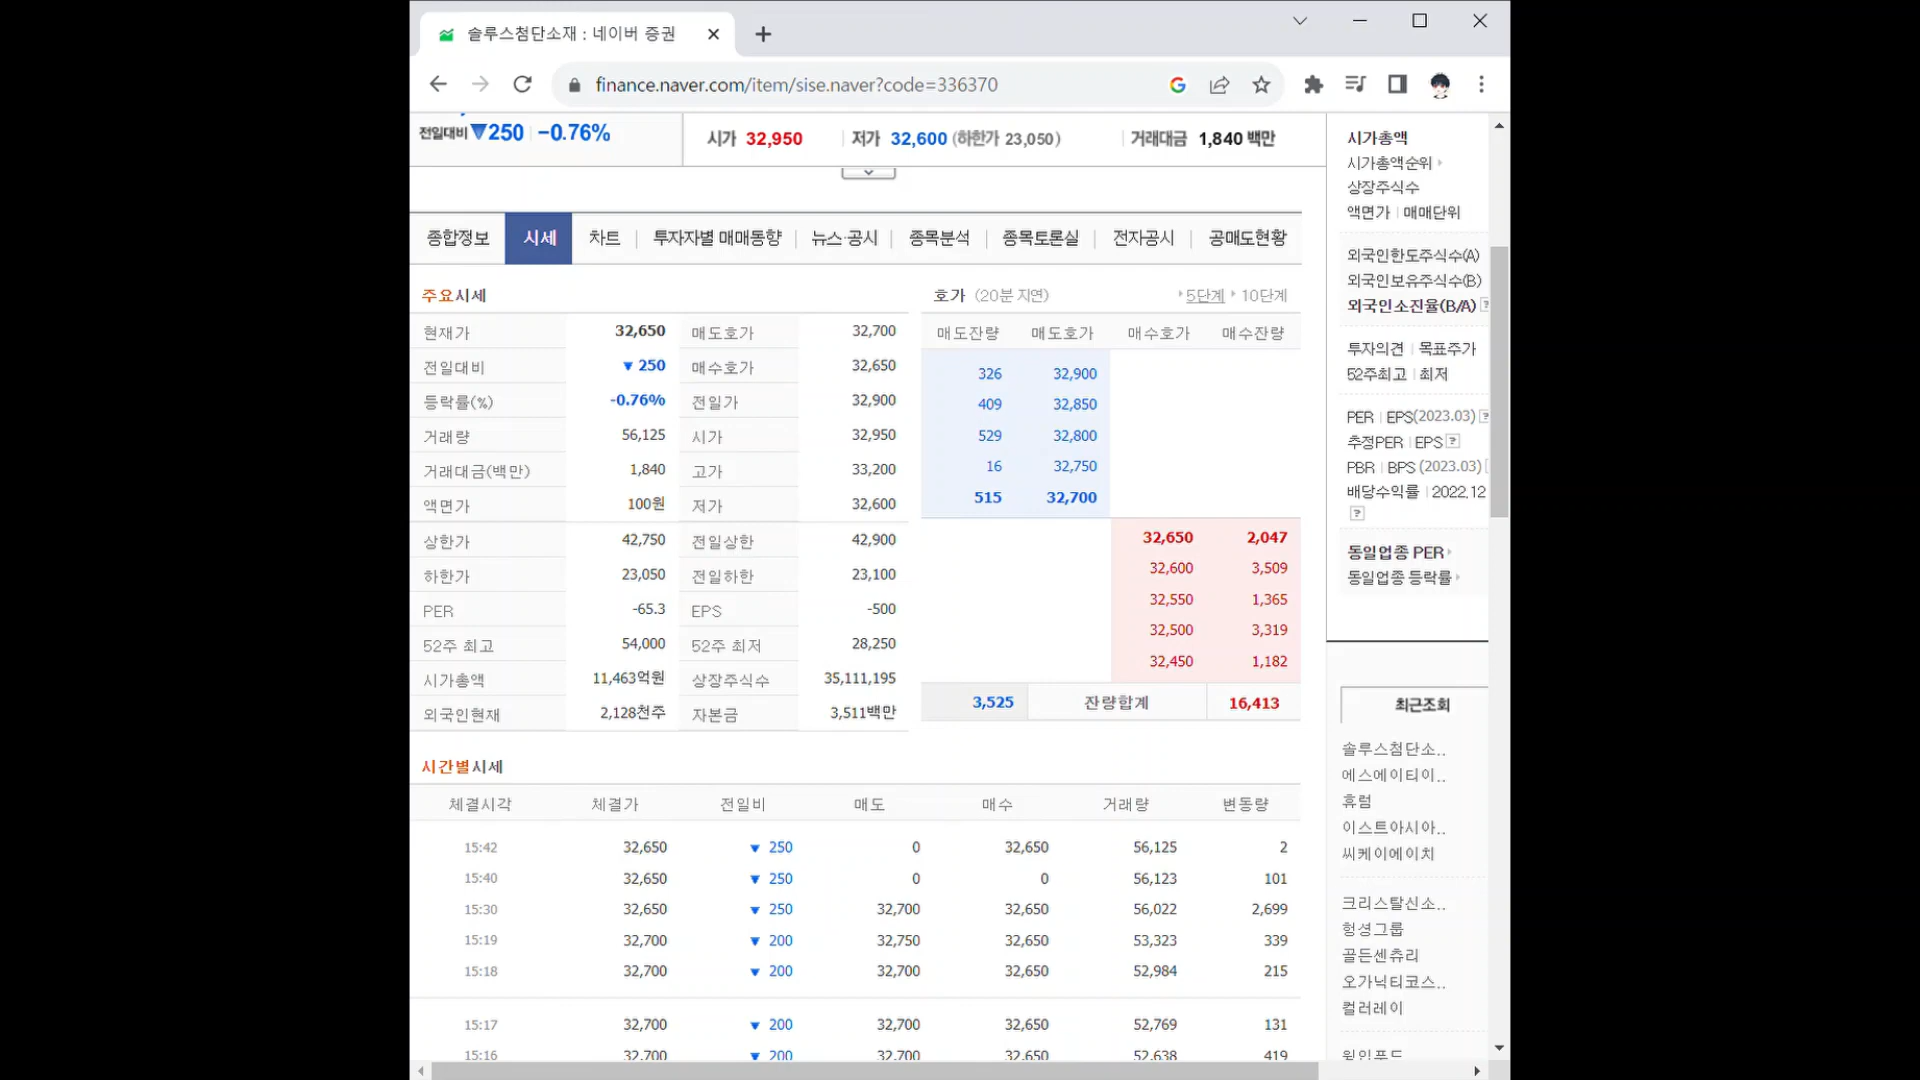 솔루스첨단소재 : 네이버 증권
finance.naver.com/item/sise.naver?code=336370
전일대비 ▼250 -0.76%
시가 32,950 저가 32,600 (하한가 23,050) 거래대금 1,840 백만
종합정보 시세 차트 투자자별 매매동향 뉴스·공시 종목분석 종목토론실 전자공시 공매도현황
주요시세
현재가 32,650 매도호가 32,700
전일대비 ▼ 250 매수호가 32,650
등락률(%) -0.76% 전일가 32,900
거래량 56,125 시가 32,950
거래대금(백만) 1,840 고가 33,200
액면가 100원 저가 32,600
상한가 42,750 전일상한 42,900
하한가 23,050 전일하한 23,100
PER -65.3 EPS -500
52주 최고 54,000 52주 최저 28,250
시가총액 11,463억원 상장주식수 35,111,195
외국인현재 2,128천주 자본금 3,511백만
호가 (20분 지연) 5단계 10단계
매도잔량 매도호가 매수호가 매수잔량
326 32,900
409 32,850
529 32,800
16 32,750
515 32,700
32,650 2,047
32,600 3,509
32,550 1,365
32,500 3,319
32,450 1,182
3,525 잔량합계 16,413
시간별시세
체결시각 체결가 전일비 매도 매수 거래량 변동량
15:42 32,650 ▼ 250 0 32,650 56,125 2
15:40 32,650 ▼ 250 0 0 56,123 101
15:30 32,650 ▼ 250 32,700 32,650 56,022 2,699
15:19 32,700 ▼ 200 32,750 32,650 53,323 339
15:18 32,700 ▼ 200 32,700 32,650 52,984 215
15:17 32,700 ▼ 200 32,700 32,650 52,769 131
15:16 32,700 ▼ 200 32,700 32,650 52,638 419
시가총액
시가총액순위
상장주식수
액면가 | 매매단위
외국인한도주식수(A)
외국인보유주식수(B)
외국인소진율(B/A) ?
투자의견 | 목표주가
52주최고 | 최저
PER | EPS(2023.03) ?
추정PER | EPS ?
PBR | BPS (2023.03)
배당수익률 | 2022.12
?
동일업종 PER
동일업종 등락률
최근조회
솔루스첨단소..
에스에이티이..
휴럼
이스트아시아..
씨케이에이치
크리스탈신소..
헝셩그룹
골든센츄리
오가닉티코스..
컬러레이
윙입푸드